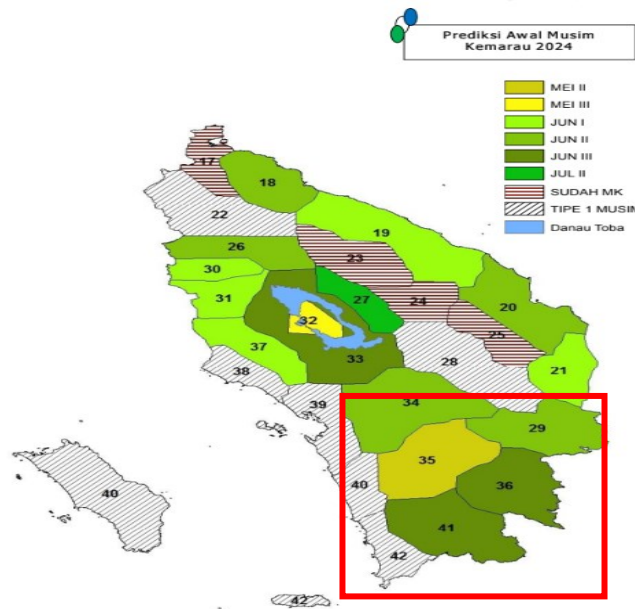 Prediksi Awal Musim
Kemarau 2024
MEI II
MEI III
JUN I
JUN II
JUN III
JUL II
SUDAH MK
TIPE 1 MUSIM
Danau Toba
17
18
22
19
26
23
30
27
24
20
31
32
25
37
33
28
21
38
39
34
29
35
36
40
40
41
42
42